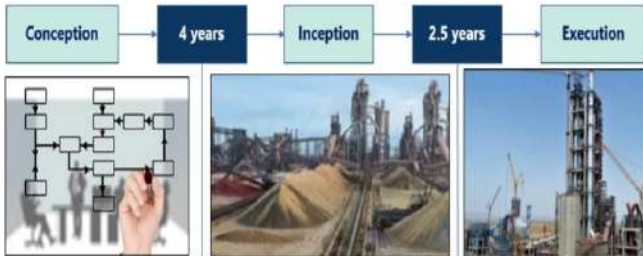 Conception
4 years
Inception
2.5 years
Execution